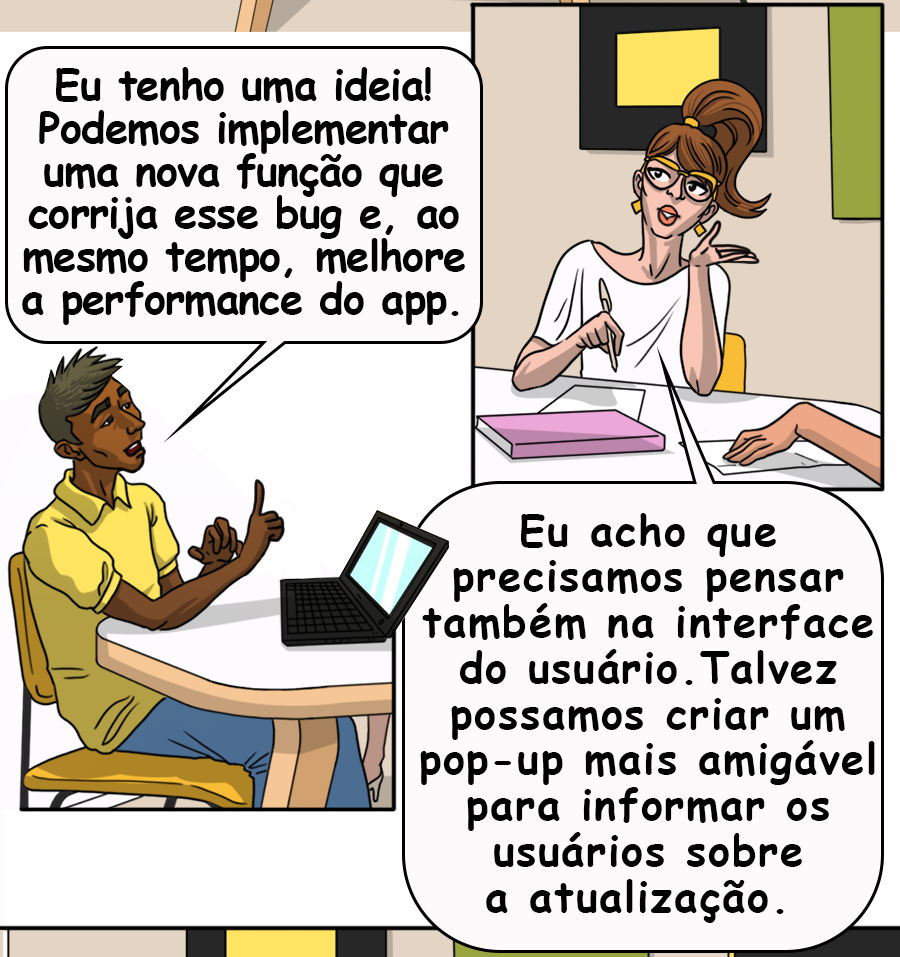 Eu tenho uma ideia!
Podemos implementar
uma nova função que
corrija esse bug e, ao
mesmo tempo, melhore
a performance do app.
Eu acho que
precisamos pensar
também na interface
do usuário.Talvez
possamos criar um
pop-up mais amigável
para informar os
usuários sobre
a atualização.